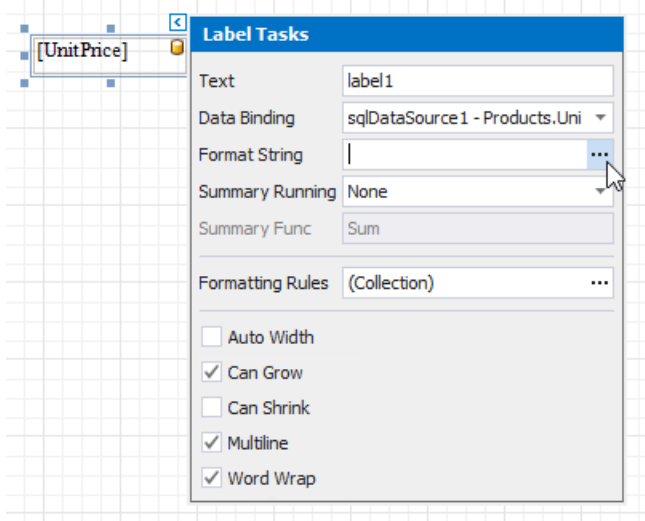 [UnitPrice]
Label Tasks
Text label1
Data Binding sqlDataSource1 - Products.Uni
Format String
Summary Running None
Summary Func Sum
Formatting Rules (Collection)
Auto Width
Can Grow
Can Shrink
Multiline
Word Wrap